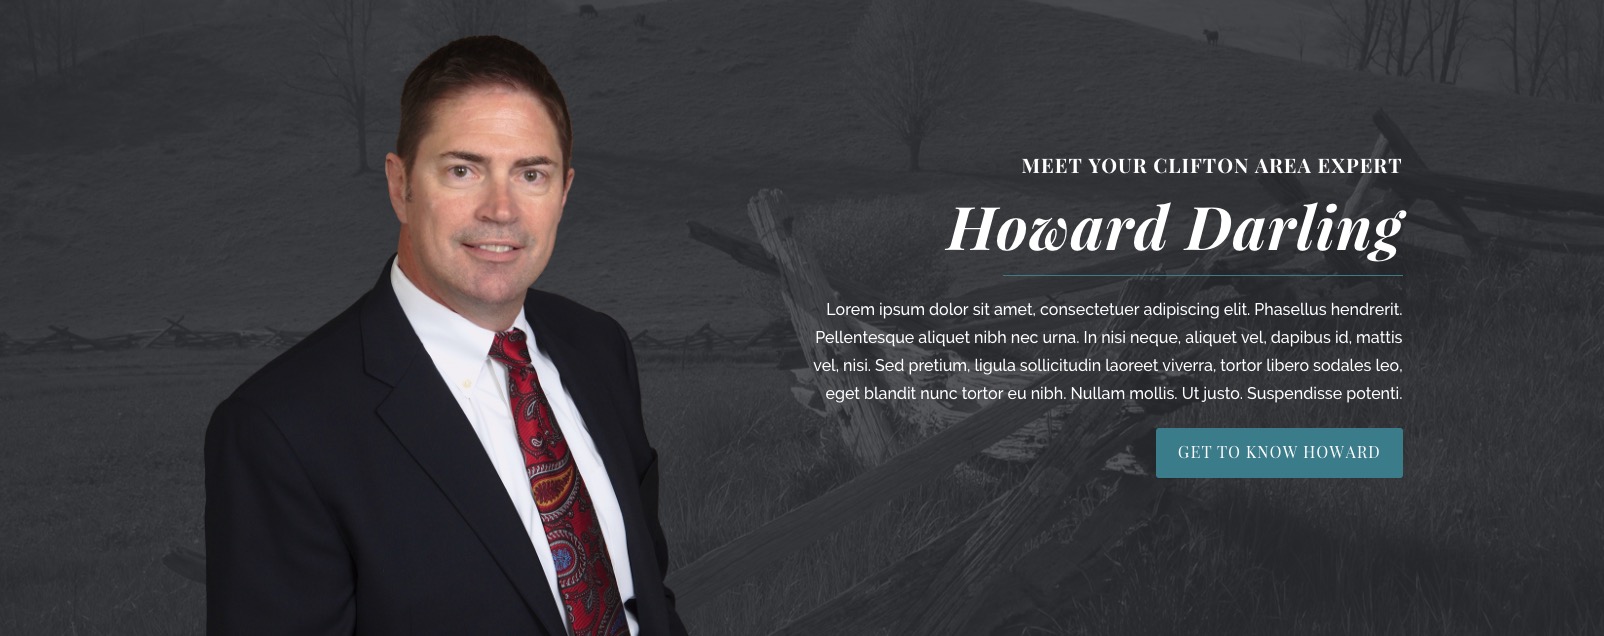 MEET YOUR CLIFTON AREA EXPERT
Howard Darling
Lorem ipsum dolor sit amet, consectetuer adipiscing elit. Phasellus hendrerit.
Pellentesque aliquet nibh nec urna. In nisi neque, aliquet vel, dapibus id, mattis
vel, nisi. Sed pretium, ligula sollicitudin laoreet viverra, tortor libero sodales leo,
eget blandit nunc tortor eu nibh. Nullam mollis. Ut justo. Suspendisse potenti.
GET TO KNOW HOWARD